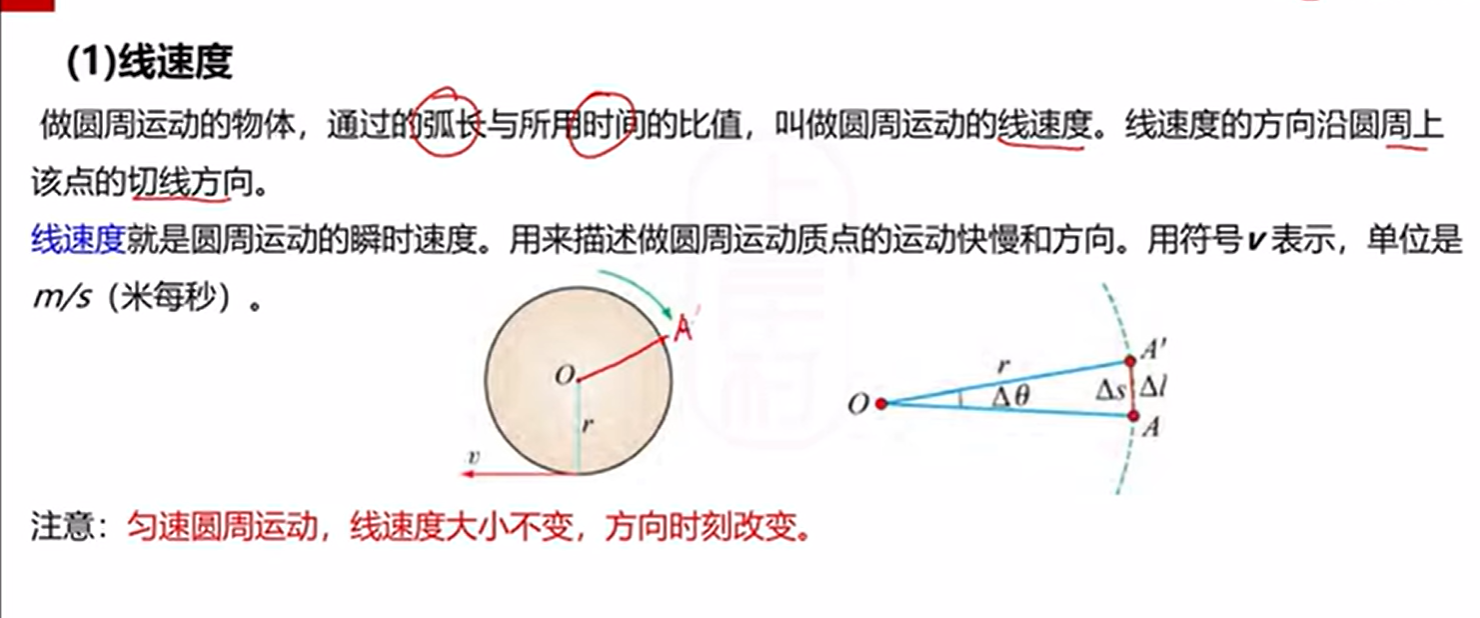 (1)线速度
做圆周运动的物体，通过的弧长与所用时间的比值，叫做圆周运动的线速度。线速度的方向沿圆周上
该点的切线方向。
线速度就是圆周运动的瞬时速度。用来描述做圆周运动质点的运动快慢和方向。用符号v 表示，单位是
m/s（米每秒）。
A'
O
r
v
r
A'
O
Δθ
Δs
Δl
A
注意：匀速圆周运动，线速度大小不变，方向时刻改变。